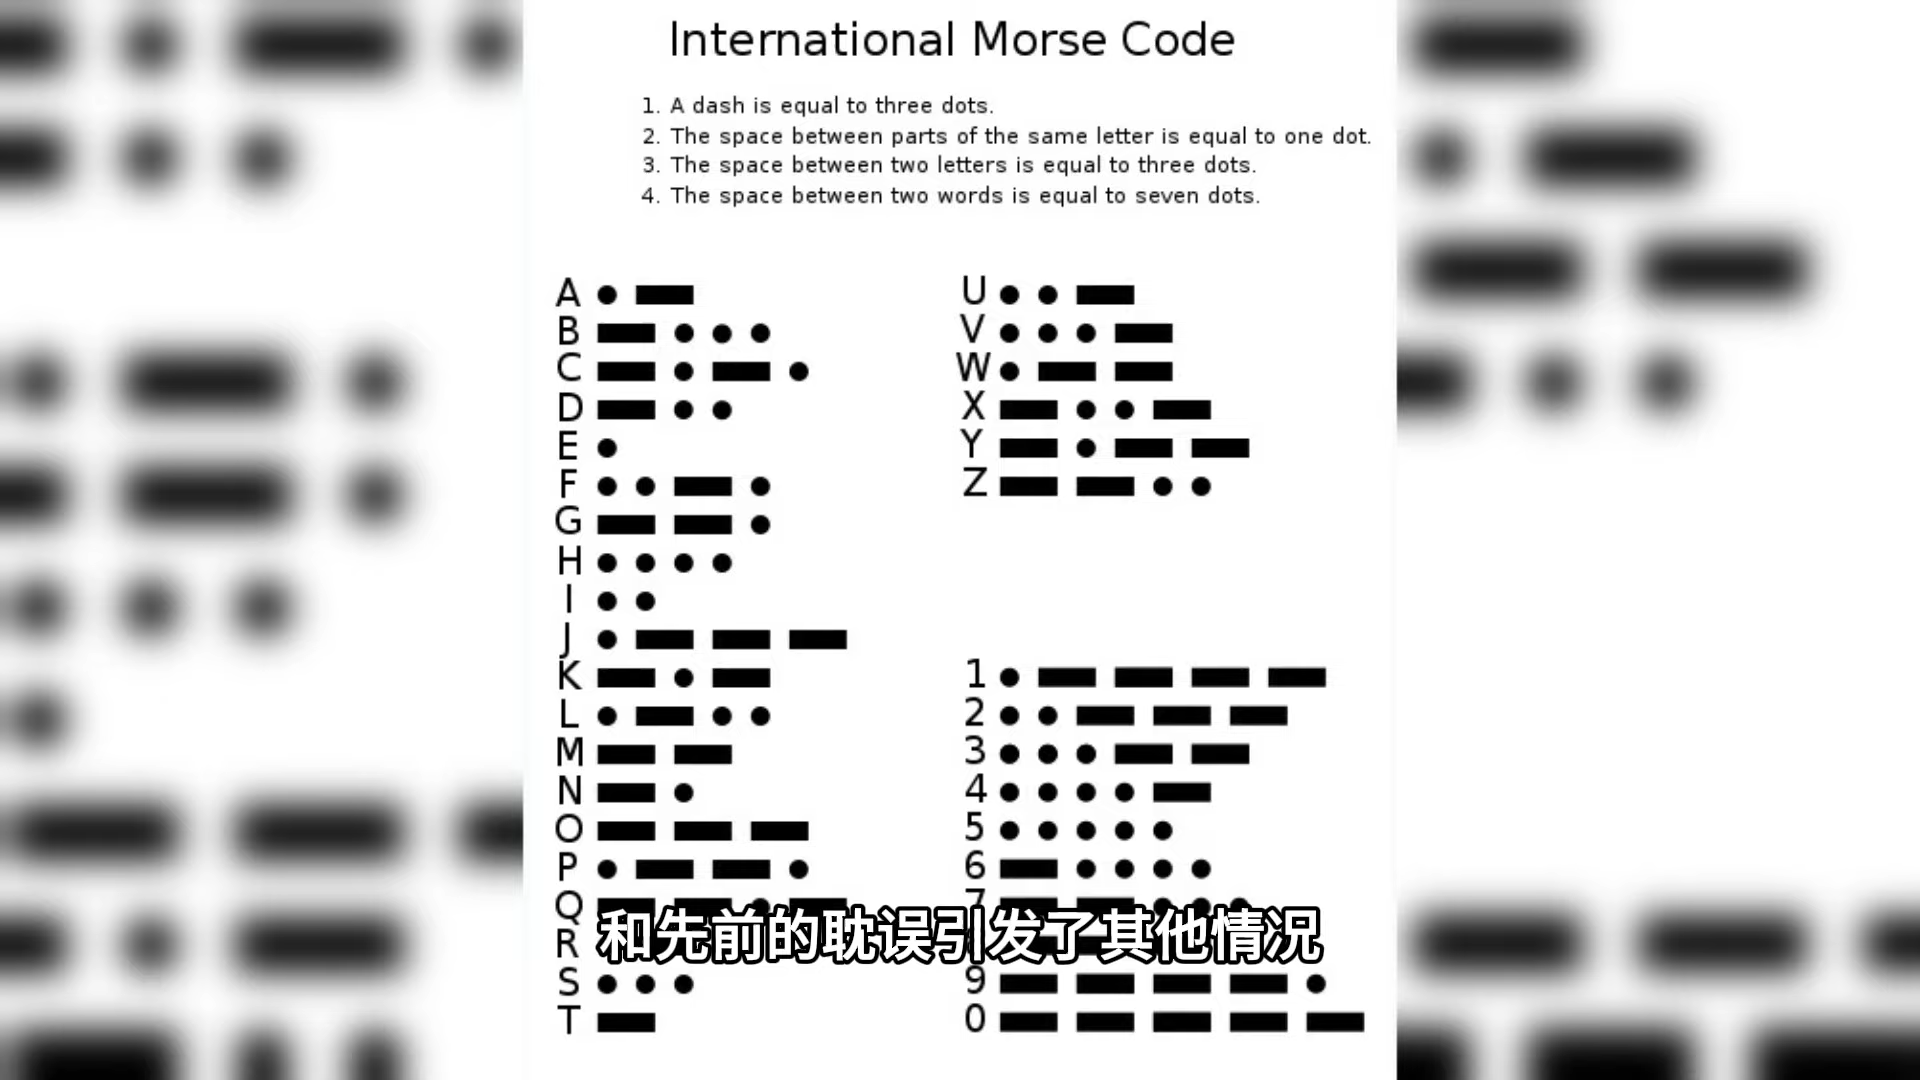 International Morse Code
1. A dash is equal to three dots.
2. The space between parts of the same letter is equal to one dot.
3. The space between two letters is equal to three dots.
4. The space between two words is equal to seven dots.
A
B
C
D
E
F
G
H
I
J
K
L
M
N
O
P
Q
R
S
T
U
V
W
X
Y
Z
1
2
3
4
5
6
7
9
0
和先前的耽误引发了其他情况